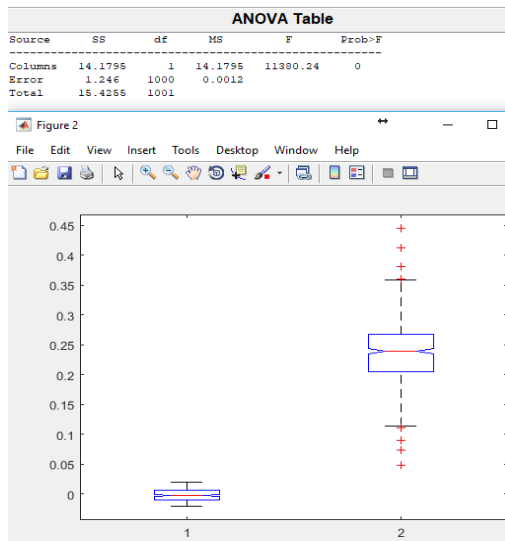 ANOVA Table
Source SS df MS F Prob>F
Columns 14.1795 1 14.1795 11380.24 0
Error 1.246 1000 0.0012
Total 15.4255 1001
Figure 2
File Edit View Insert Tools Desktop Window Help
0.45
0.4
0.35
0.3
0.25
0.2
0.15
0.1
0.05
0
1 2